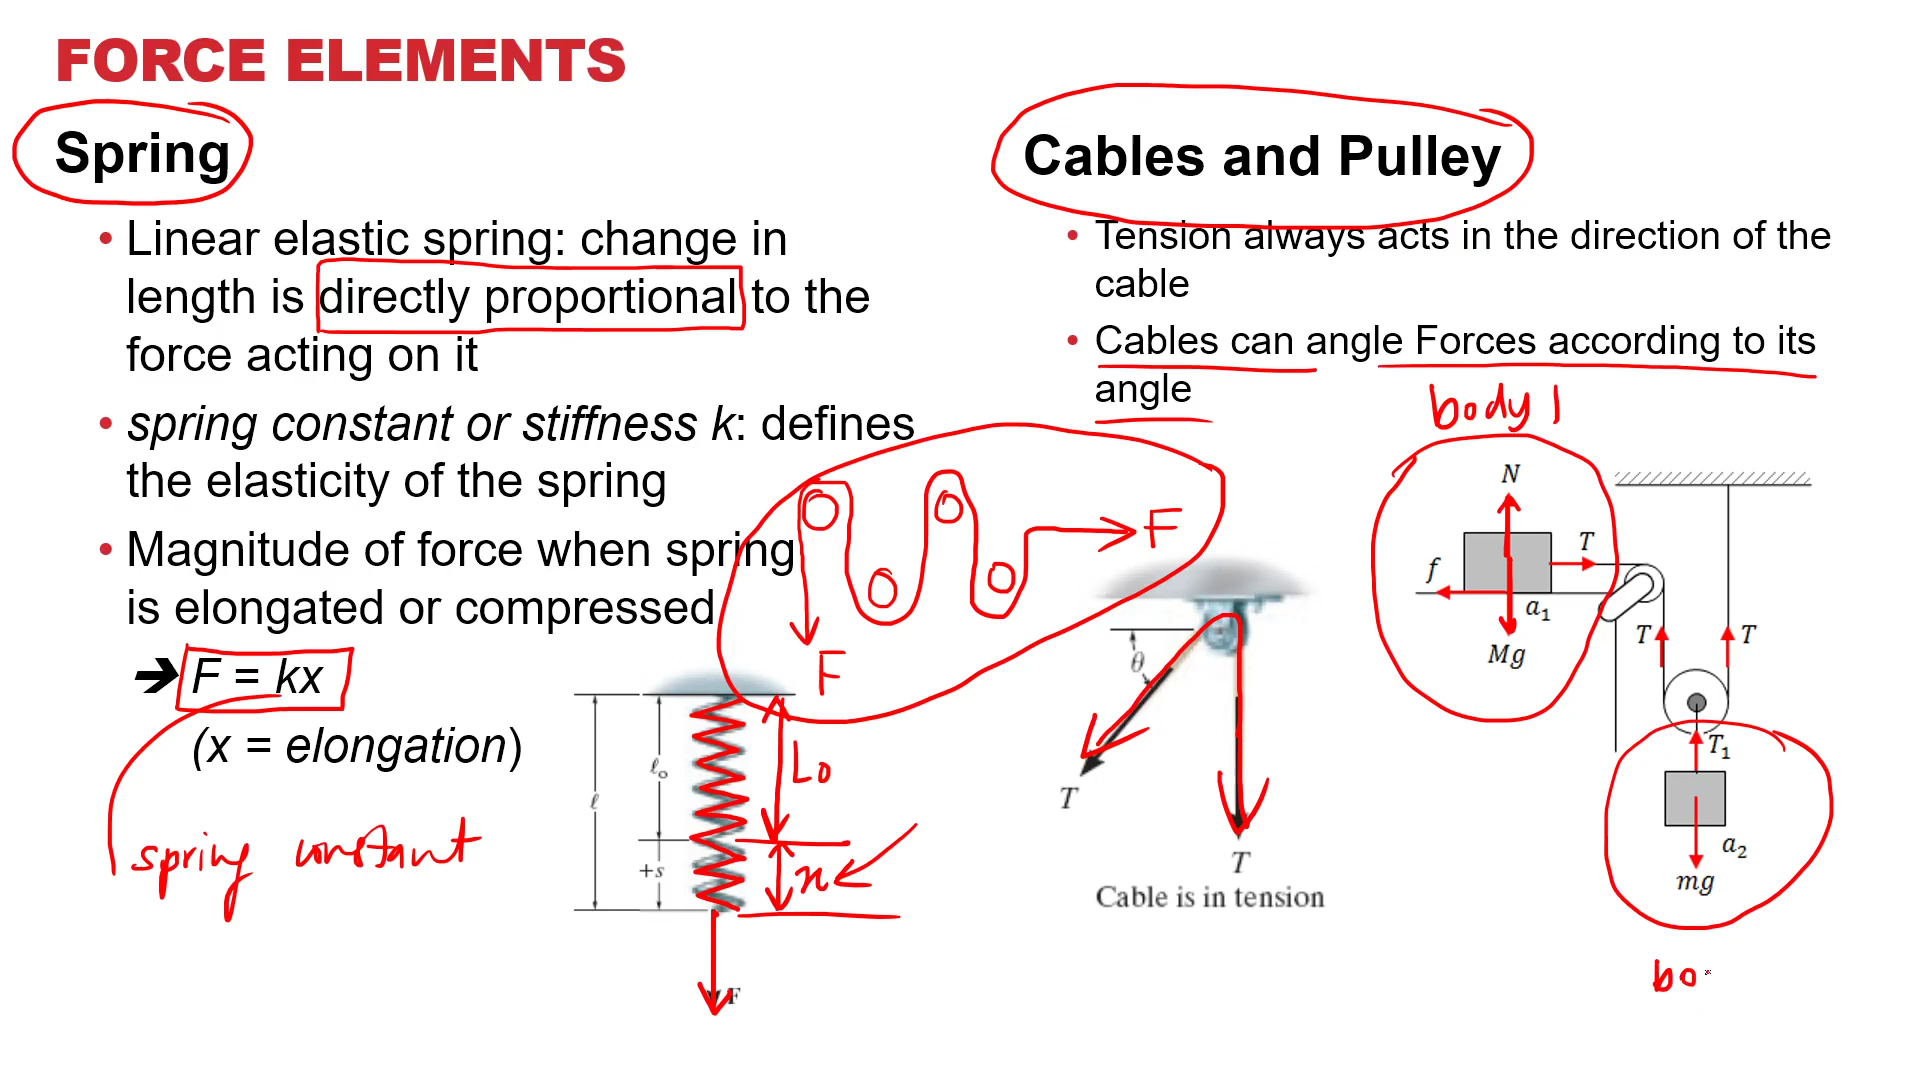 FORCE ELEMENTS
Spring
• Linear elastic spring: change in
length is directly proportional to the
force acting on it
• spring constant or stiffness k: defines
the elasticity of the spring
• Magnitude of force when spring
is elongated or compressed
➔ F = kx
(x = elongation)
spring constant
F
F
ℓ
ℓo
+s
Lo
x
F
Cables and Pulley
• Tension always acts in the direction of the
cable
• Cables can angle Forces according to its
angle
θ
T
T
Cable is in tension
body 1
N
T
f
a1
Mg
T
T
T1
a2
mg
bo